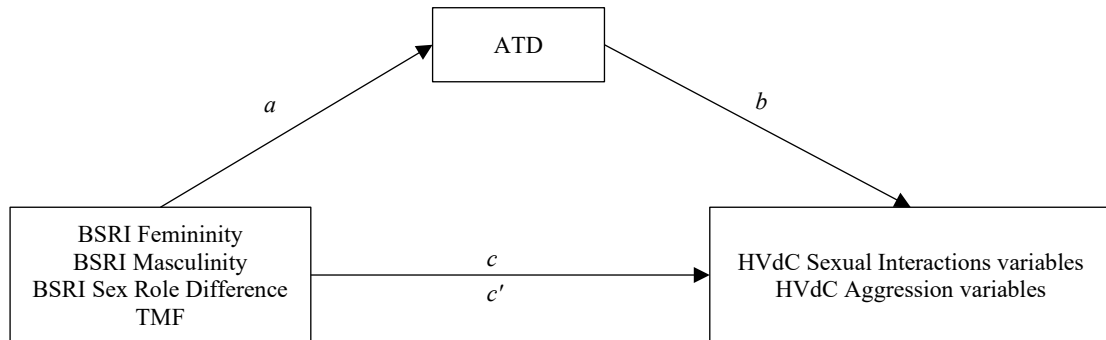 ATD
a
b
BSRI Femininity
BSRI Masculinity
BSRI Sex Role Difference
TMF
c
c'
HVdC Sexual Interactions variables
HVdC Aggression variables